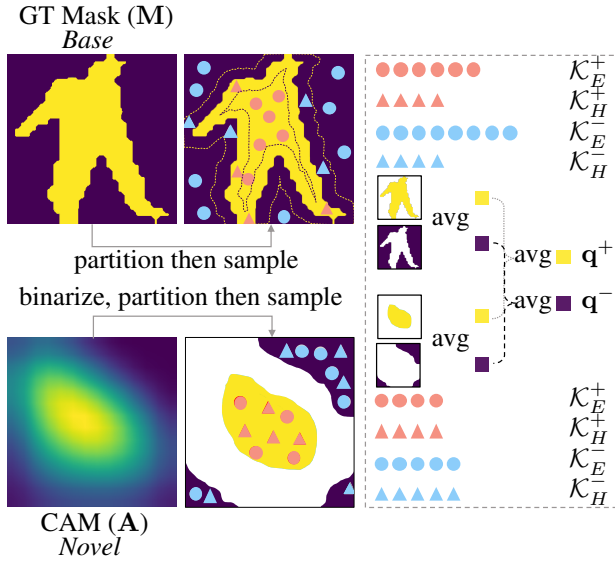 GT Mask (M)
Base
partition then sample
binarize, partition then sample
CAM (A)
Novel
𝒦_E^+
𝒦_H^+
𝒦_E^−
𝒦_H^−
avg
avg q^+
avg q^−
avg
𝒦_E^+
𝒦_H^+
𝒦_E^−
𝒦_H^−